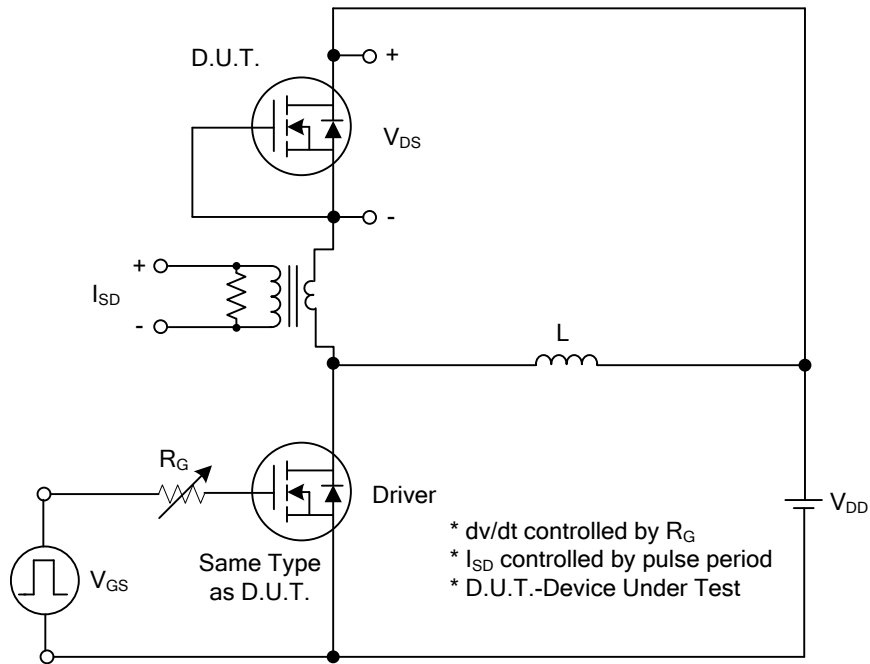 D.U.T.
+
V_DS
-
+
I_SD
-
L
R_G
Driver
V_DD
V_GS
Same Type
as D.U.T.
* dv/dt controlled by R_G
* I_SD controlled by pulse period
* D.U.T.-Device Under Test